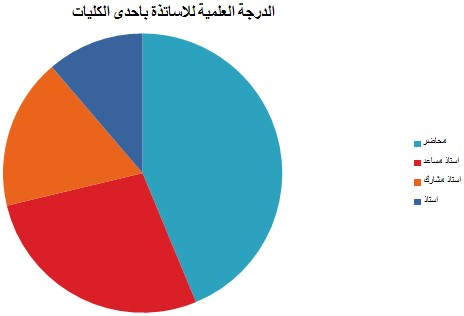 الدرجة العلمية للاساتذة باحدى الكليات
محاضر
استاذ مساعد
استاذ مشارك
استاذ